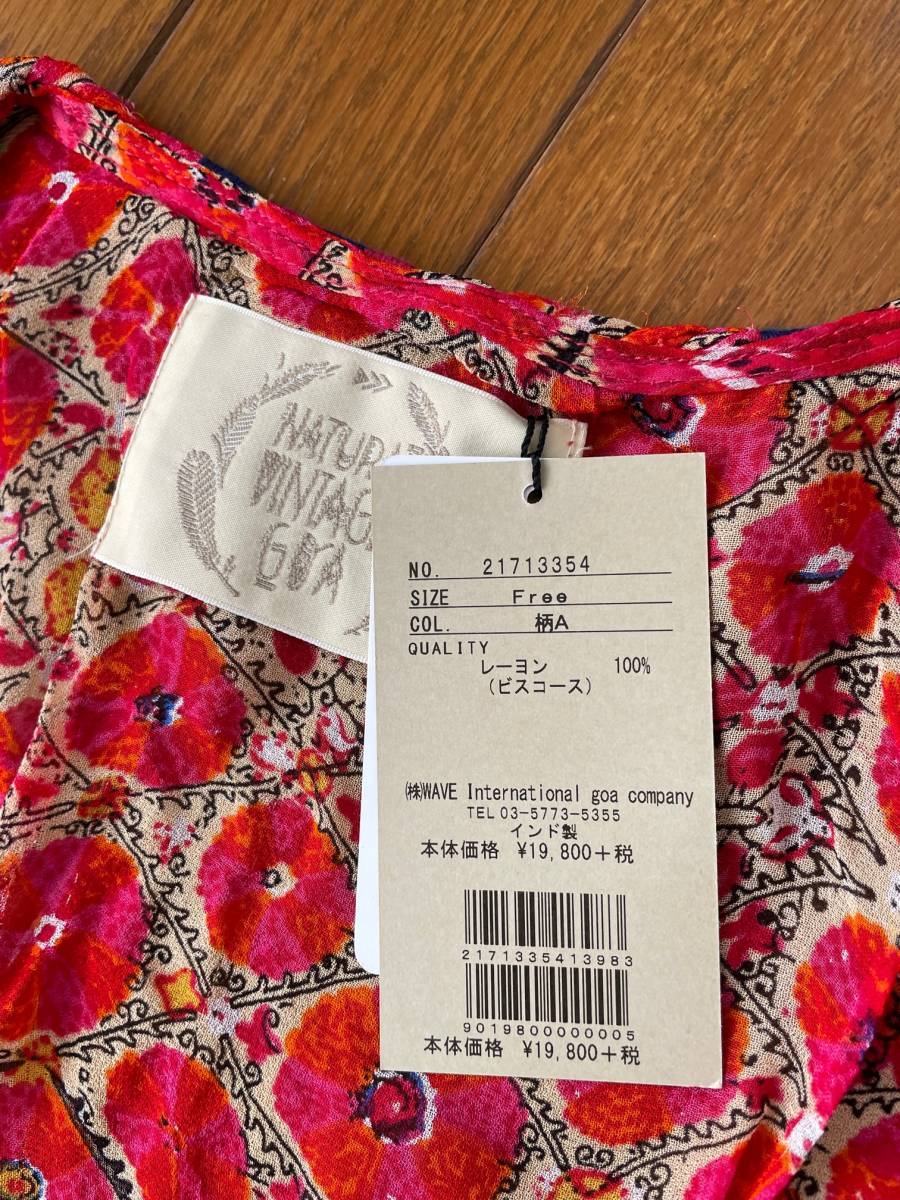 NATURAL
VINTAGE
GOA
NO. 21713354
SIZE Free
COL. 柄A
QUALITY
レーヨン 100%
(ビスコース)
㈱WAVE International goa company
TEL 03-5773-5355
インド製
本体価格 ¥19,800+税
2171335413983
9019800000005
本体価格 ¥19,800+税